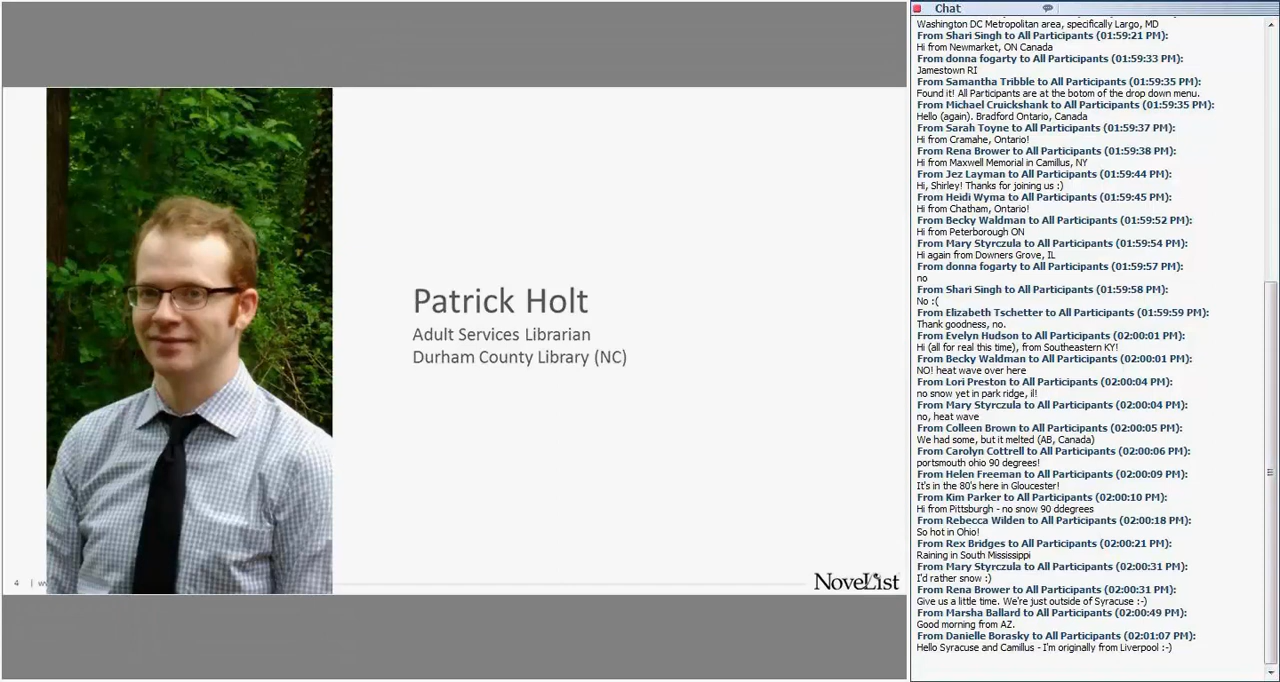 Patrick Holt
Adult Services Librarian
Durham County Library (NC)
4 |
NoveList
Chat
Washington DC Metropolitan area, specifically Largo, MD
From Shari Singh to All Participants (01:59:21 PM):
Hi from Newmarket, ON Canada
From donna fogarty to All Participants (01:59:33 PM):
Jamestown RI
From Samantha Tribble to All Participants (01:59:35 PM):
Found it! All Participants are at the botom of the drop down menu.
From Michael Cruickshank to All Participants (01:59:35 PM):
Hello (again). Bradford Ontario, Canada
From Sarah Toyne to All Participants (01:59:37 PM):
Hi from Cramahe, Ontario!
From Rena Brower to All Participants (01:59:38 PM):
Hi from Maxwell Memorial in Camillus, NY
From Jez Layman to All Participants (01:59:44 PM):
Hi, Shirley! Thanks for joining us :)
From Heidi Wyma to All Participants (01:59:45 PM):
Hi from Chatham, Ontario!
From Becky Waldman to All Participants (01:59:52 PM):
Hi from Peterborough ON
From Mary Styrczula to All Participants (01:59:54 PM):
Hi again from Downers Grove, IL
From donna fogarty to All Participants (01:59:57 PM):
no
From Shari Singh to All Participants (01:59:58 PM):
No :(
From Elizabeth Tschetter to All Participants (01:59:59 PM):
Thank goodness, no.
From Evelyn Hudson to All Participants (02:00:01 PM):
Hi (all for real this time), from Southeastern KY!
From Becky Waldman to All Participants (02:00:01 PM):
NO! heat wave over here
From Lori Preston to All Participants (02:00:04 PM):
no snow yet in park ridge, il!
From Mary Styrczula to All Participants (02:00:04 PM):
no, heat wave
From Colleen Brown to All Participants (02:00:05 PM):
We had some, but it melted (AB, Canada)
From Carolyn Cottrell to All Participants (02:00:06 PM):
portsmouth ohio 90 degrees!
From Helen Freeman to All Participants (02:00:09 PM):
It's in the 80's here in Gloucester!
From Kim Parker to All Participants (02:00:10 PM):
Hi from Pittsburgh - no snow 90 ddegrees
From Rebecca Wilden to All Participants (02:00:18 PM):
So hot in Ohio!
From Rex Bridges to All Participants (02:00:21 PM):
Raining in South Mississippi
From Mary Styrczula to All Participants (02:00:31 PM):
I'd rather snow :)
From Rena Brower to All Participants (02:00:31 PM):
Give us a little time. We're just outside of Syracuse :-)
From Marsha Ballard to All Participants (02:00:49 PM):
Good morning from AZ.
From Danielle Borasky to All Participants (02:01:07 PM):
Hello Syracuse and Camillus - I'm originally from Liverpool :-)